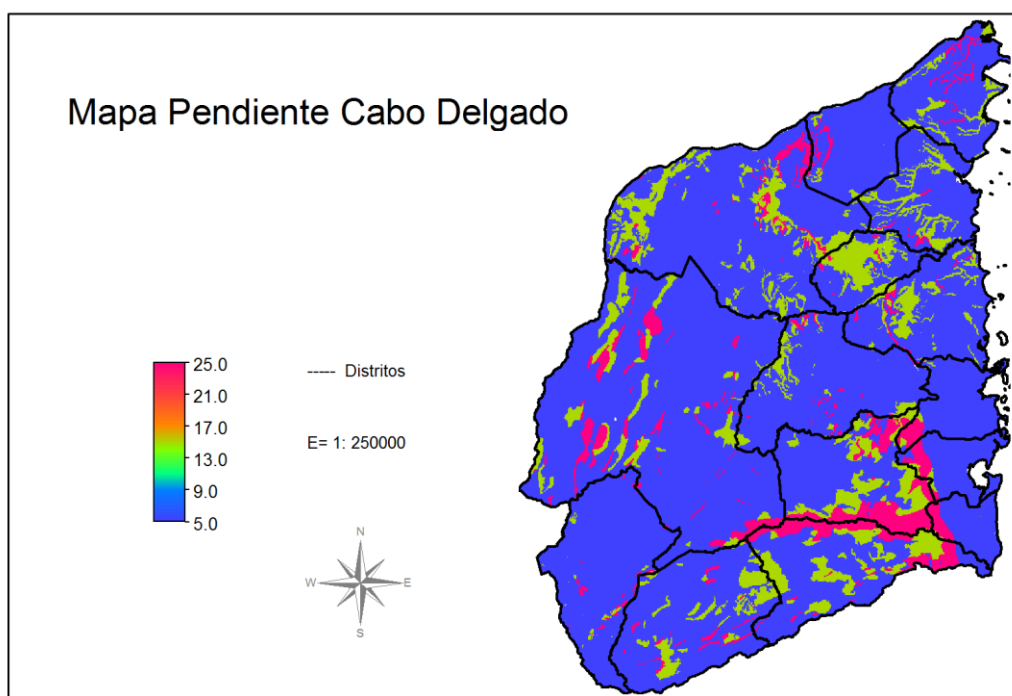 Mapa Pendiente Cabo Delgado
25.0
21.0
17.0
13.0
9.0
5.0
----- Distritos
E= 1: 250000
N
W
E
S